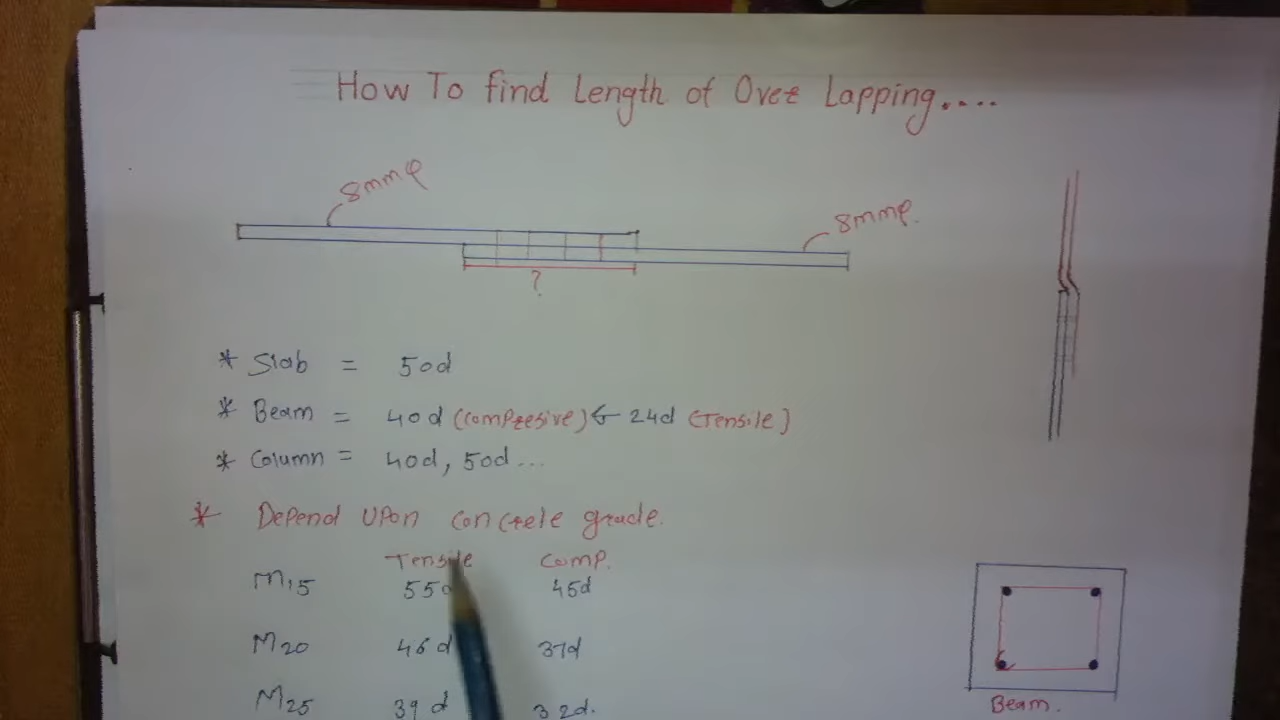 How To find Length of Over Lapping....
8mmφ
8mmφ.
?
* Slab = 50d
* Beam = 40d (Compresive) & 24d (Tensile)
* Column = 40d, 50d...
* Depend Upon Concrete grade.
Tensile Comp.
M15 55d 45d
M20 46d 37d
M25 39d 32d.
Beam.